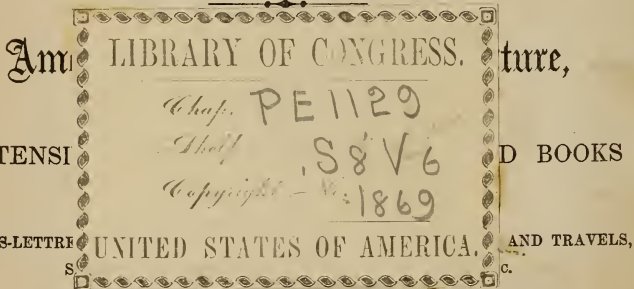 Am
ture,
LIBRARY OF CONGRESS.
Chap. PE1129
Shelf .S8V6
Copyright No. 1869
UNITED STATES OF AMERICA.
TENSI
D BOOKS
S-LETTRE
AND TRAVELS,
S
C.